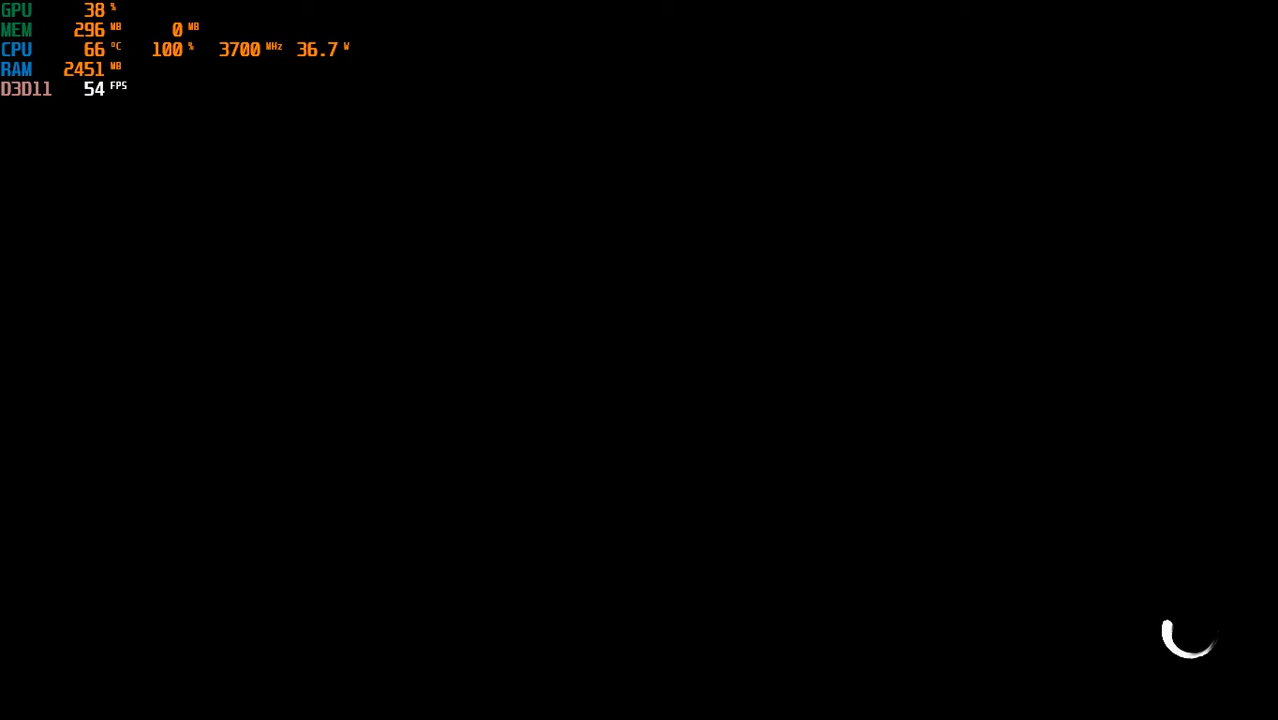 GPU 38 %
MEM 296 MB 0 MB
CPU 66 °C 100 % 3700 MHz 36.7 W
RAM 2451 MB
D3D11 54 FPS